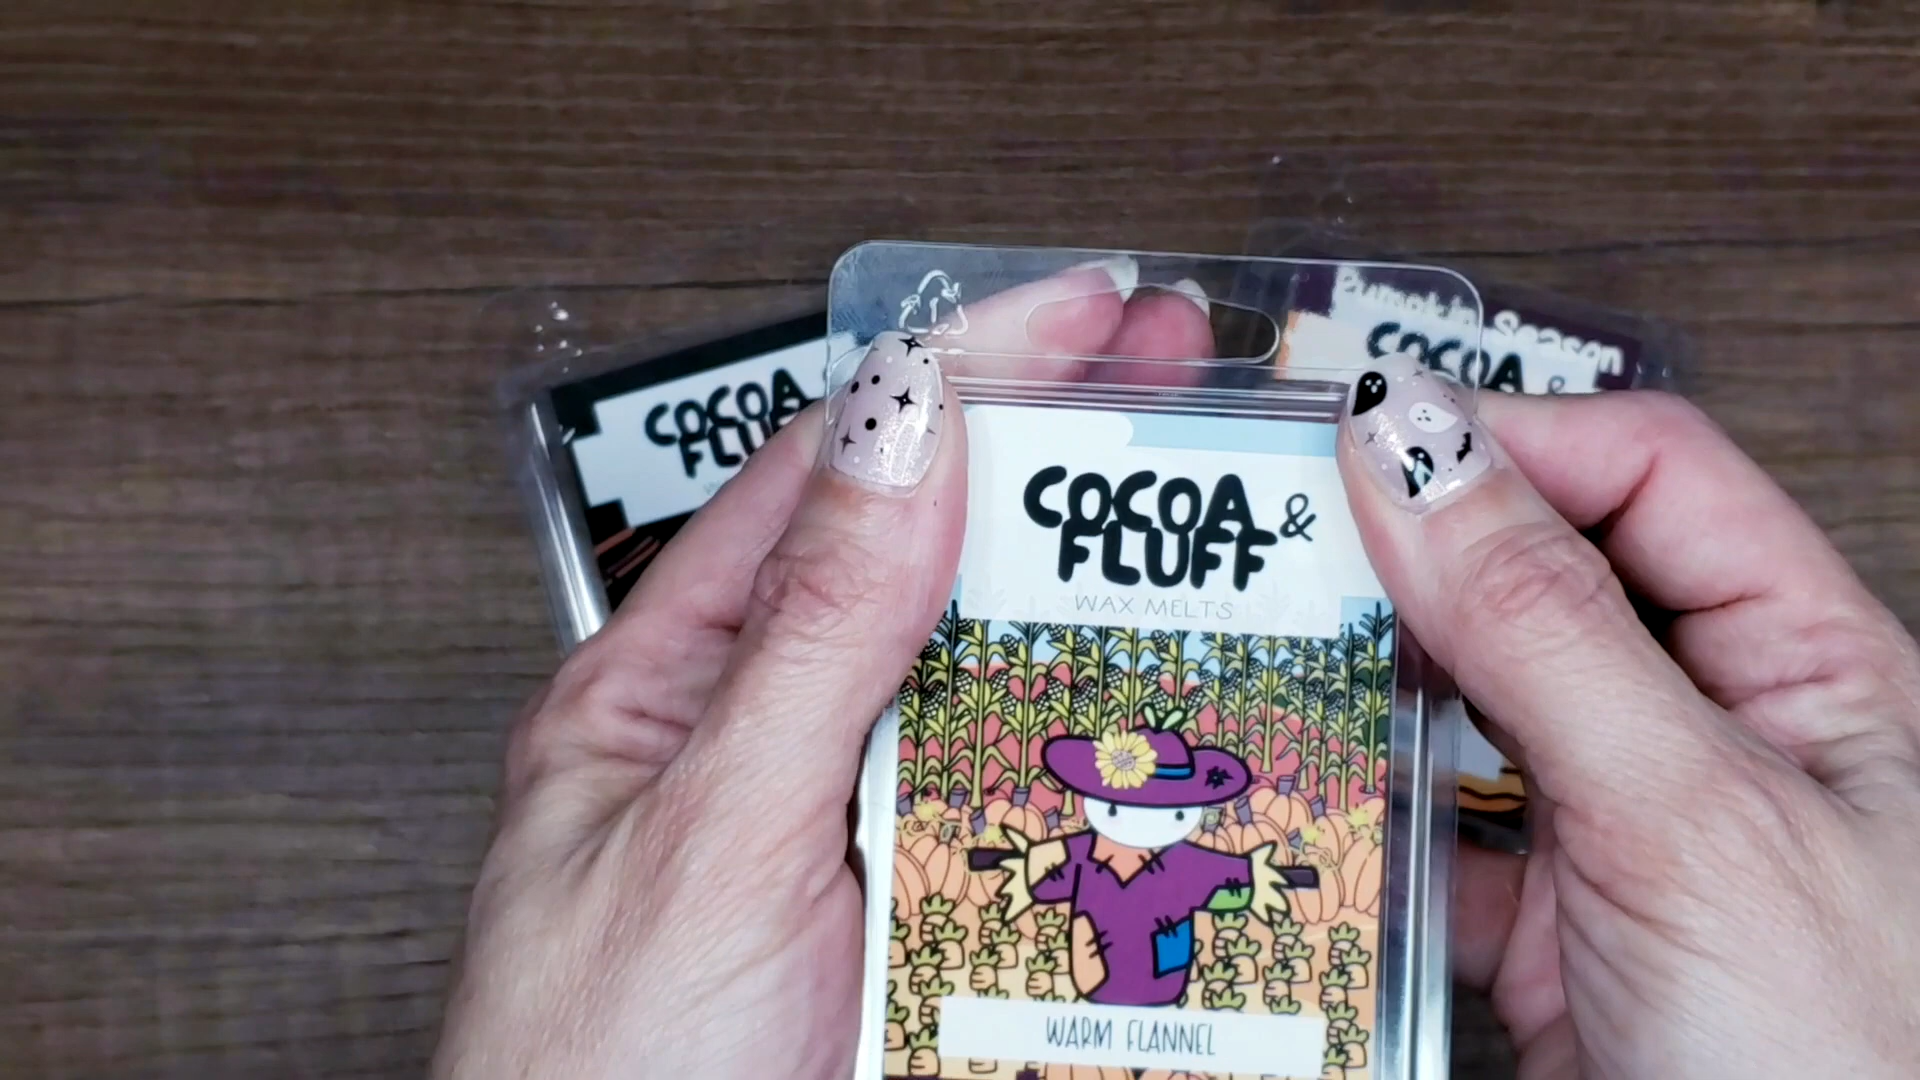 COCOA
FLUFF
Pumpkin Season
COCOA &
COCOA &
FLUFF
WAX MELTS
WARM FLANNEL